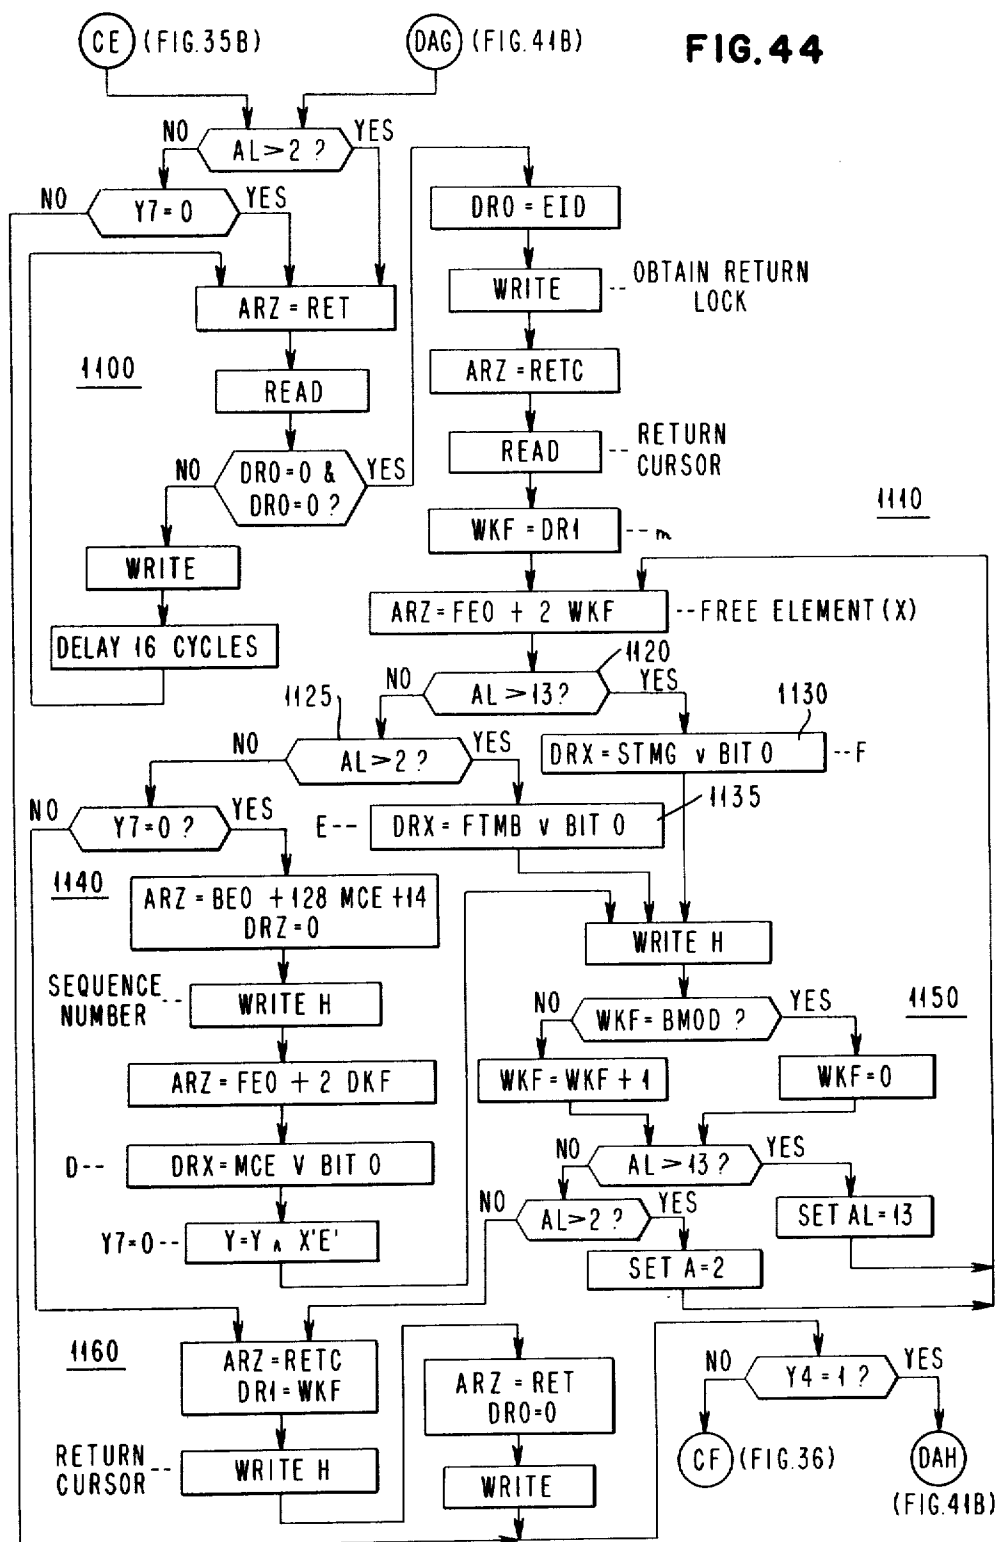 CE (FIG.35B)
DAG (FIG.41B)
FIG.44
NO
AL>2 ?
YES
NO
Y7=0
YES
DRO=EID
WRITE
--OBTAIN RETURN
LOCK
ARZ=RET
1100
ARZ=RETC
READ
READ
--RETURN
CURSOR
NO
DRO=0 &
DRO=0 ?
YES
1110
WKF=DR1
--m
WRITE
ARZ=FEO + 2 WKF
--FREE ELEMENT(X)
DELAY 16 CYCLES
1120
NO
AL>13?
YES
1125
1130
NO
AL>2 ?
YES
DRX=STMG v BIT 0
--F
1135
NO
Y7=0 ?
YES
E--
DRX=FTMB v BIT 0
1140
ARZ=BEO +128 MCE+14
DRZ=0
WRITE H
SEQUENCE
NUMBER
--
WRITE H
NO
WKF=BMOD ?
YES
1150
ARZ=FEO + 2 DKF
WKF=WKF+1
WKF=0
D--
DRX=MCE V BIT 0
NO
AL>13 ?
YES
NO
AL>2 ?
YES
SET AL=13
Y7=0--
Y=Y ∧ X'E'
SET A=2
1160
ARZ=RETC
DR1=WKF
ARZ=RET
DRO=0
NO
Y4=1 ?
YES
RETURN
CURSOR
--
WRITE H
WRITE
CF (FIG.36)
DAH
(FIG.41B)